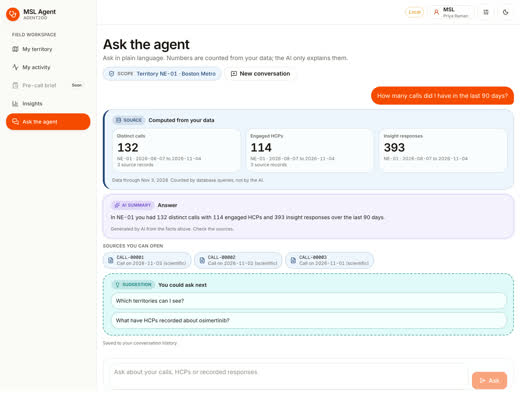 MSL Agent
AGENTZOO
FIELD WORKSPACE
My territory
My activity
Pre-call brief
Soon
Insights
Ask the agent
Local
MSL
Priya Raman
Ask the agent
Ask in plain language. Numbers are counted from your data; the AI only explains them.
SCOPE Territory NE-01 · Boston Metro
New conversation
How many calls did I have in the last 90 days?
SOURCE Computed from your data
Distinct calls
132
NE-01 · 2026-08-07 to 2026-11-04
3 source records
Engaged HCPs
114
NE-01 · 2026-08-07 to 2026-11-04
3 source records
Insight responses
393
NE-01 · 2026-08-07 to 2026-11-04
Data through Nov 3, 2026. Counted by database queries, not by the AI.
AI SUMMARY Answer
In NE-01 you had 132 distinct calls with 114 engaged HCPs and 393 insight responses over the last 90 days.
Generated by AI from the facts above. Check the sources.
SOURCES YOU CAN OPEN
CALL-00001
Call on 2026-11-03 (scientific)
CALL-00002
Call on 2026-11-02 (scientific)
CALL-00003
Call on 2026-11-01 (scientific)
SUGGESTION You could ask next
Which territories can I see?
What have HCPs recorded about osimertinib?
Saved to your conversation history.
Ask about your calls, HCPs or recorded responses.
Ask